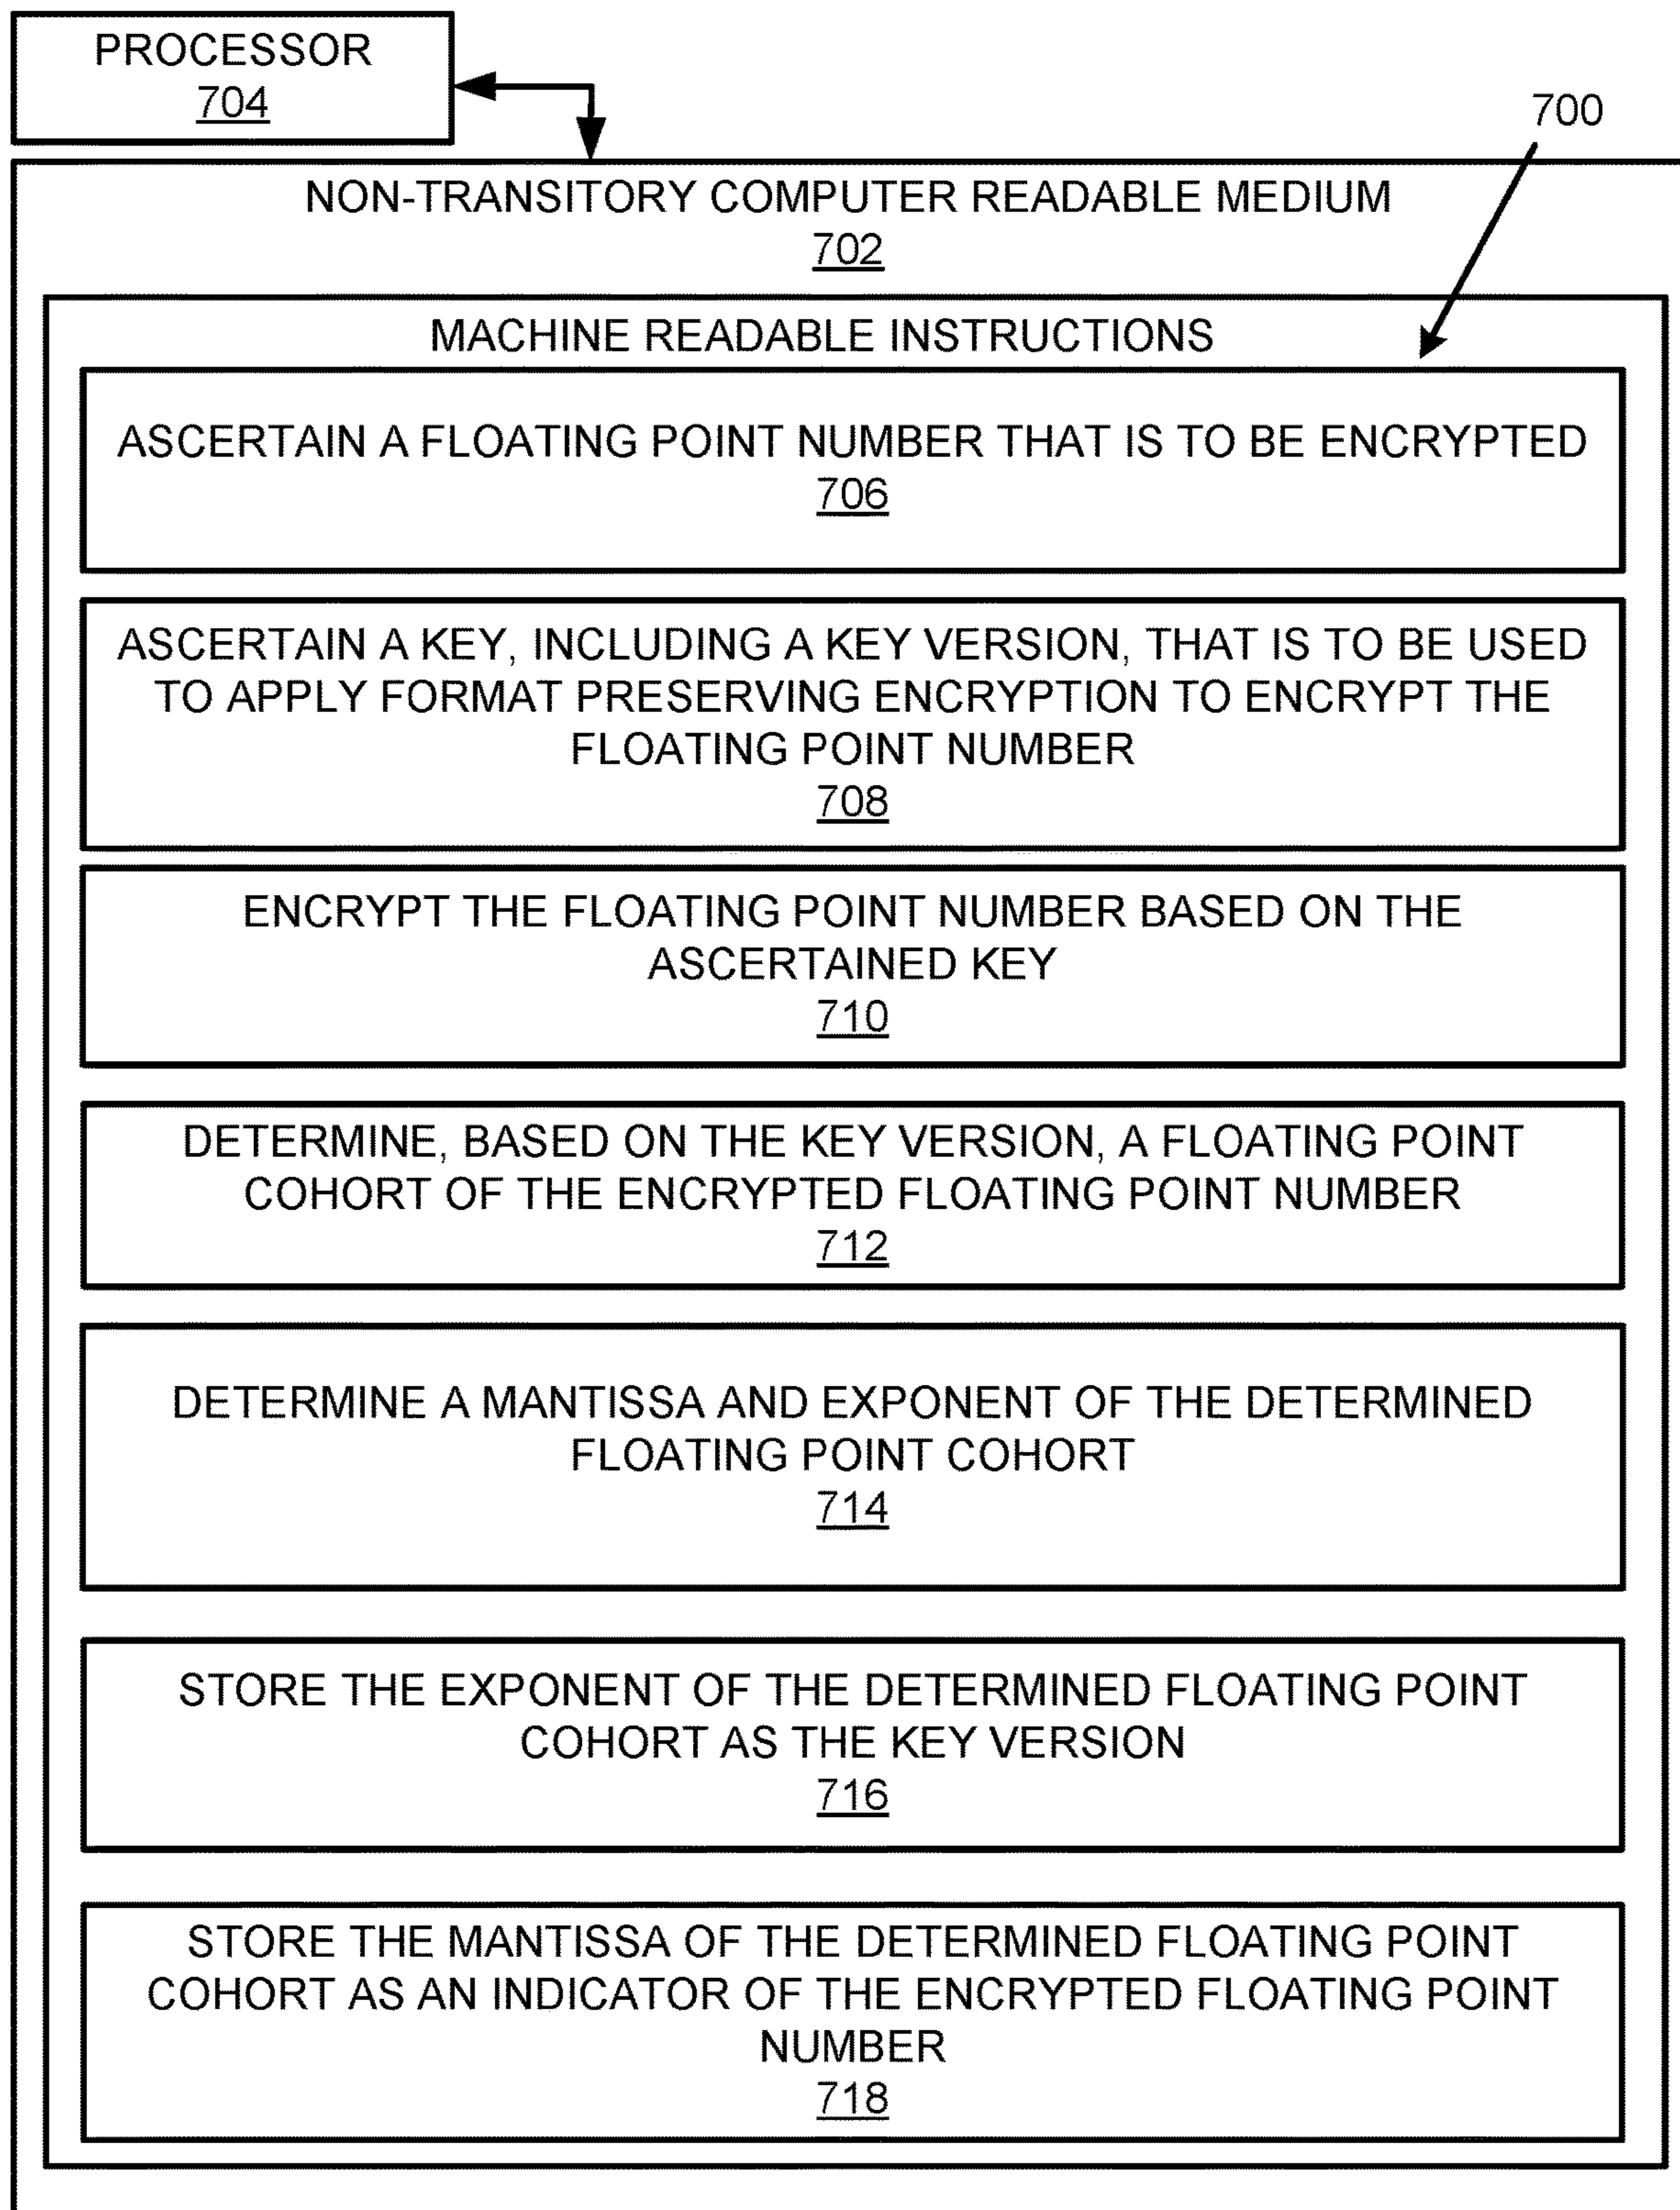 PROCESSOR
704
700
NON-TRANSITORY COMPUTER READABLE MEDIUM
702
MACHINE READABLE INSTRUCTIONS
ASCERTAIN A FLOATING POINT NUMBER THAT IS TO BE ENCRYPTED
706
ASCERTAIN A KEY, INCLUDING A KEY VERSION, THAT IS TO BE USED
TO APPLY FORMAT PRESERVING ENCRYPTION TO ENCRYPT THE
FLOATING POINT NUMBER
708
ENCRYPT THE FLOATING POINT NUMBER BASED ON THE
ASCERTAINED KEY
710
DETERMINE, BASED ON THE KEY VERSION, A FLOATING POINT
COHORT OF THE ENCRYPTED FLOATING POINT NUMBER
712
DETERMINE A MANTISSA AND EXPONENT OF THE DETERMINED
FLOATING POINT COHORT
714
STORE THE EXPONENT OF THE DETERMINED FLOATING POINT
COHORT AS THE KEY VERSION
716
STORE THE MANTISSA OF THE DETERMINED FLOATING POINT
COHORT AS AN INDICATOR OF THE ENCRYPTED FLOATING POINT
NUMBER
718